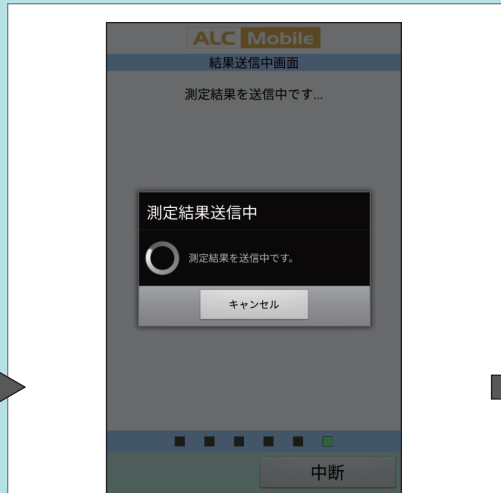 ALC Mobile
結果送信中画面
測定結果を送信中です...
測定結果送信中
測定結果を送信中です。
キャンセル
中断